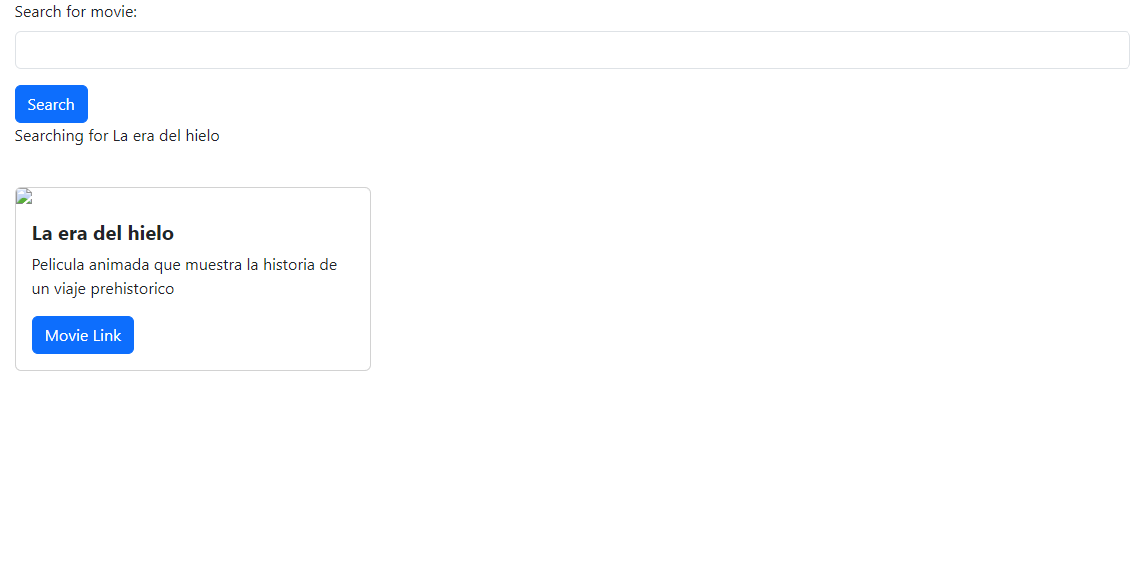 Search for movie:
Search
Searching for La era del hielo
La era del hielo
Pelicula animada que muestra la historia de
un viaje prehistorico
Movie Link